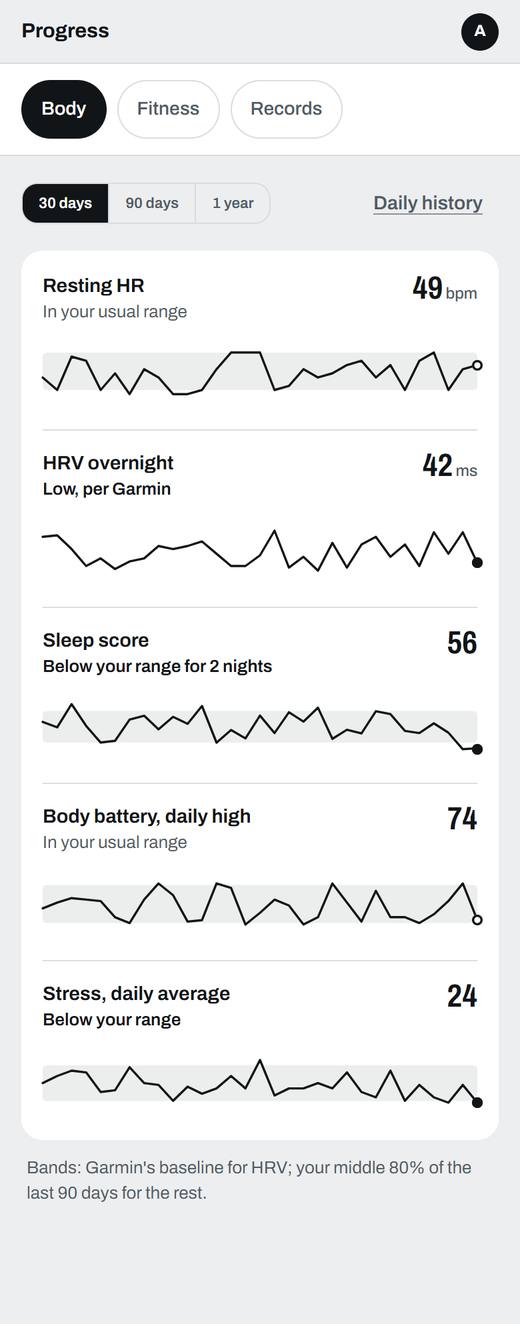 Progress
A
Body
Fitness
Records
30 days
90 days
1 year
Daily history
Resting HR
49 bpm
In your usual range
HRV overnight
42 ms
Low, per Garmin
Sleep score
56
Below your range for 2 nights
Body battery, daily high
74
In your usual range
Stress, daily average
24
Below your range
Bands: Garmin's baseline for HRV; your middle 80% of the
last 90 days for the rest.